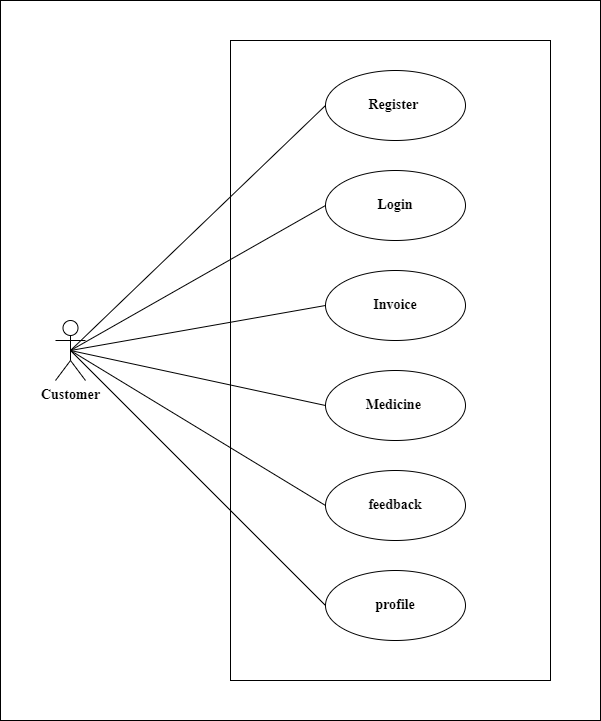 Register
Login
Invoice
Medicine
feedback
profile
Customer